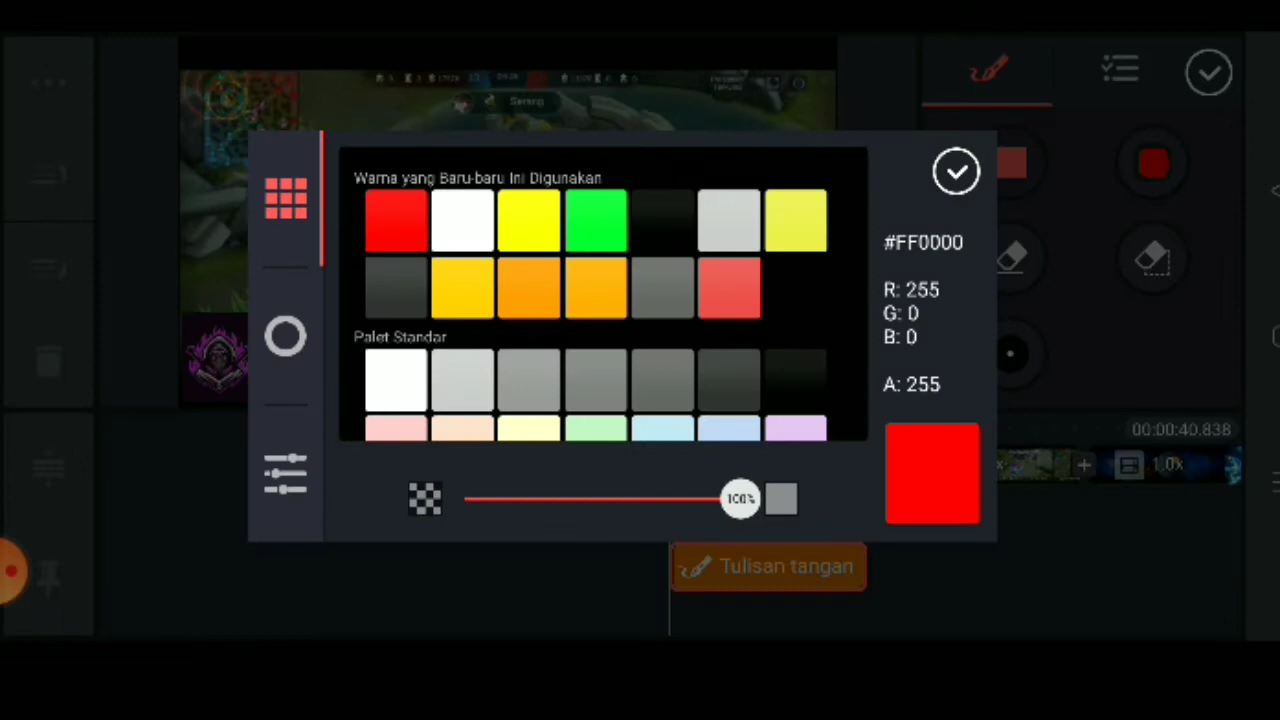 Serang
Warna yang Baru-baru Ini Digunakan
#FF0000
R: 255
G: 0
B: 0
Palet Standar
A: 255
00:00:40.838
1.0x
100%
Tulisan tangan